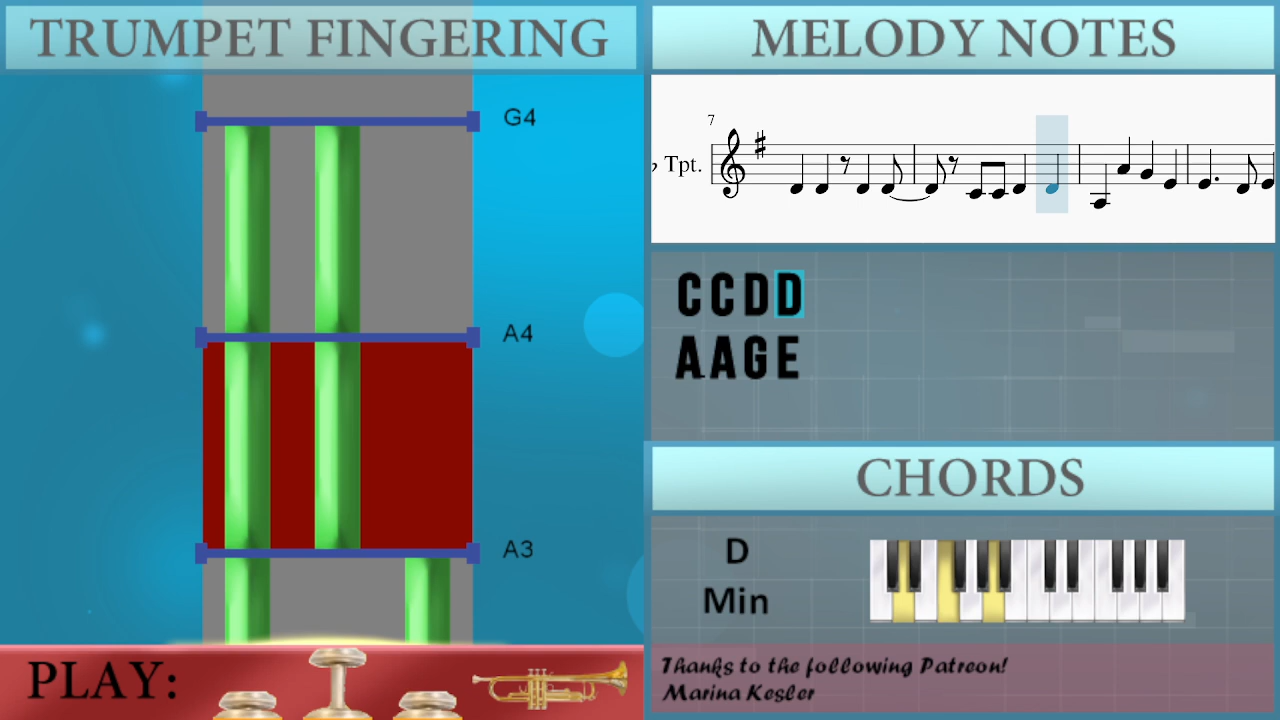 TRUMPET FINGERING
G4
A4
A3
PLAY:
MELODY NOTES
7
Tpt.
CCDD
AAGE
CHORDS
D
Min
Thanks to the following Patreon!
Marina Kesler